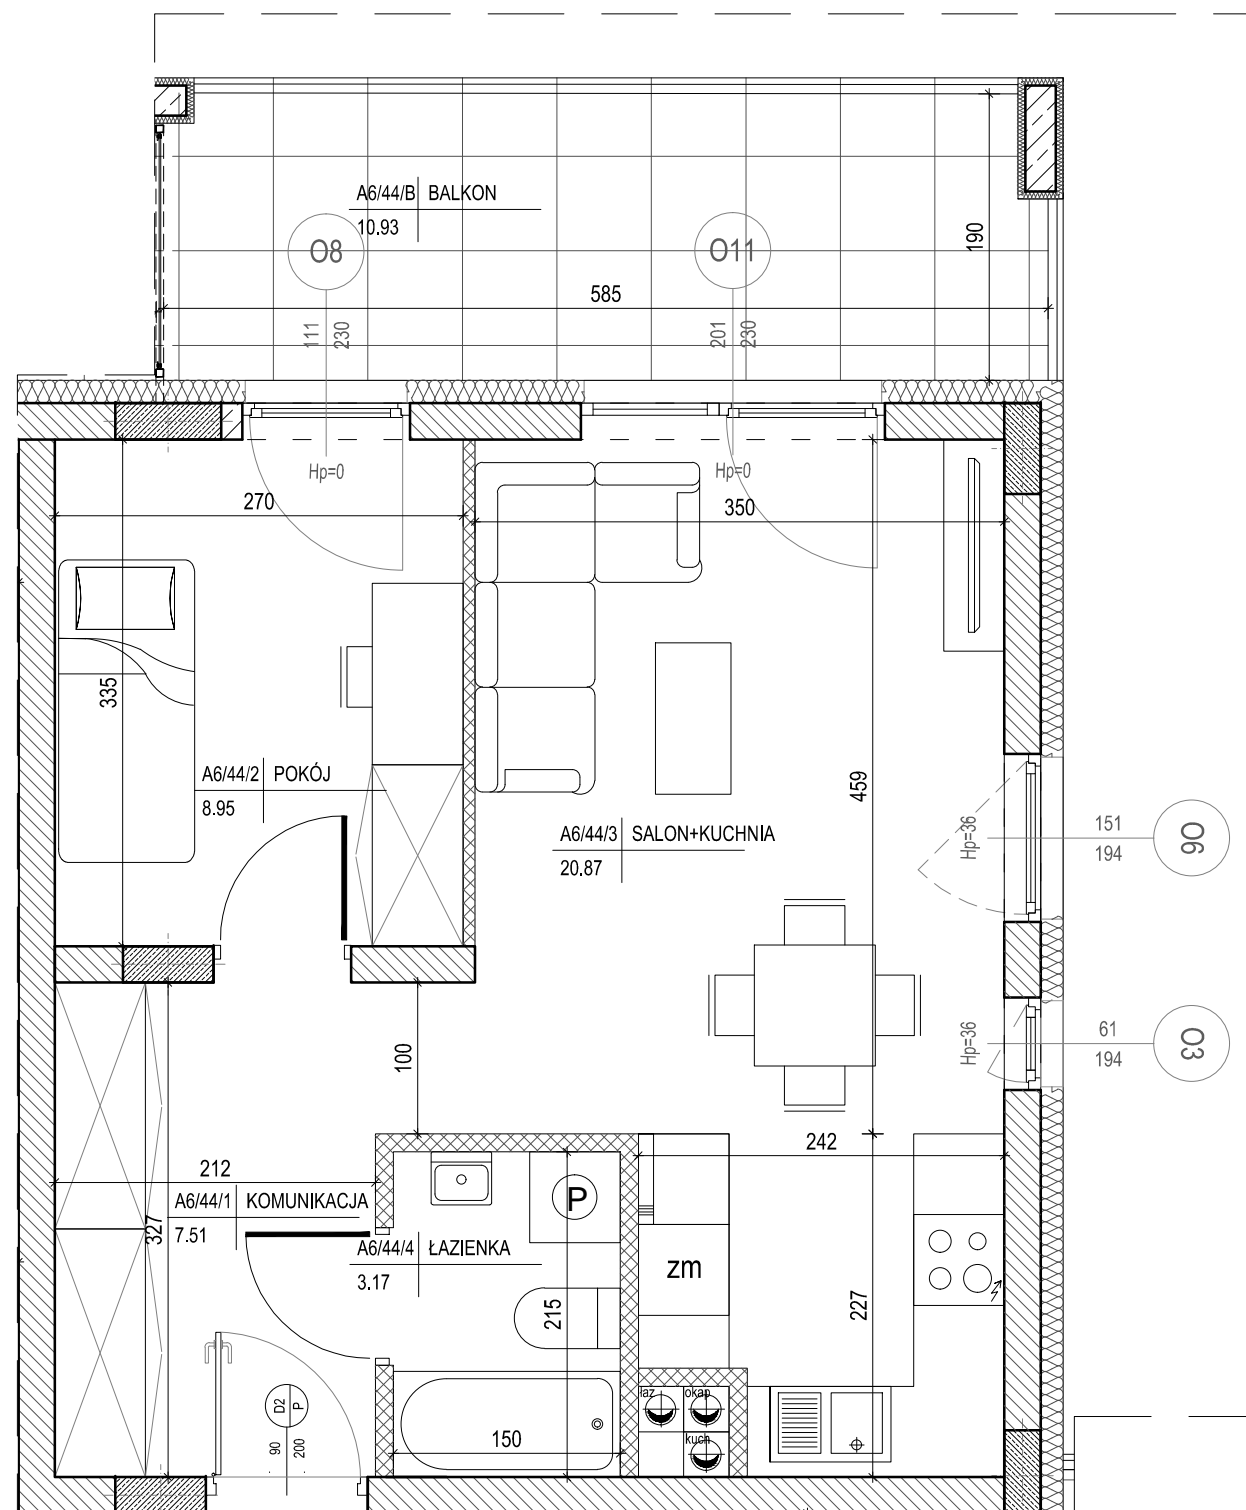 A6/44/B BALKON
10.93
O8
O11
190
585
111
230
201
230
Hp=0
Hp=0
270
350
335
A6/44/2 POKÓJ
8.95
459
A6/44/3 SALON+KUCHNIA
20.87
Hp=36
151
194
O6
Hp=36
61
194
O3
100
242
212
A6/44/1 KOMUNIKACJA
7.51
327
P
A6/44/4 ŁAZIENKA
3.17
zm
215
227
D2
P
90
200
łaz
okap
kuch
150